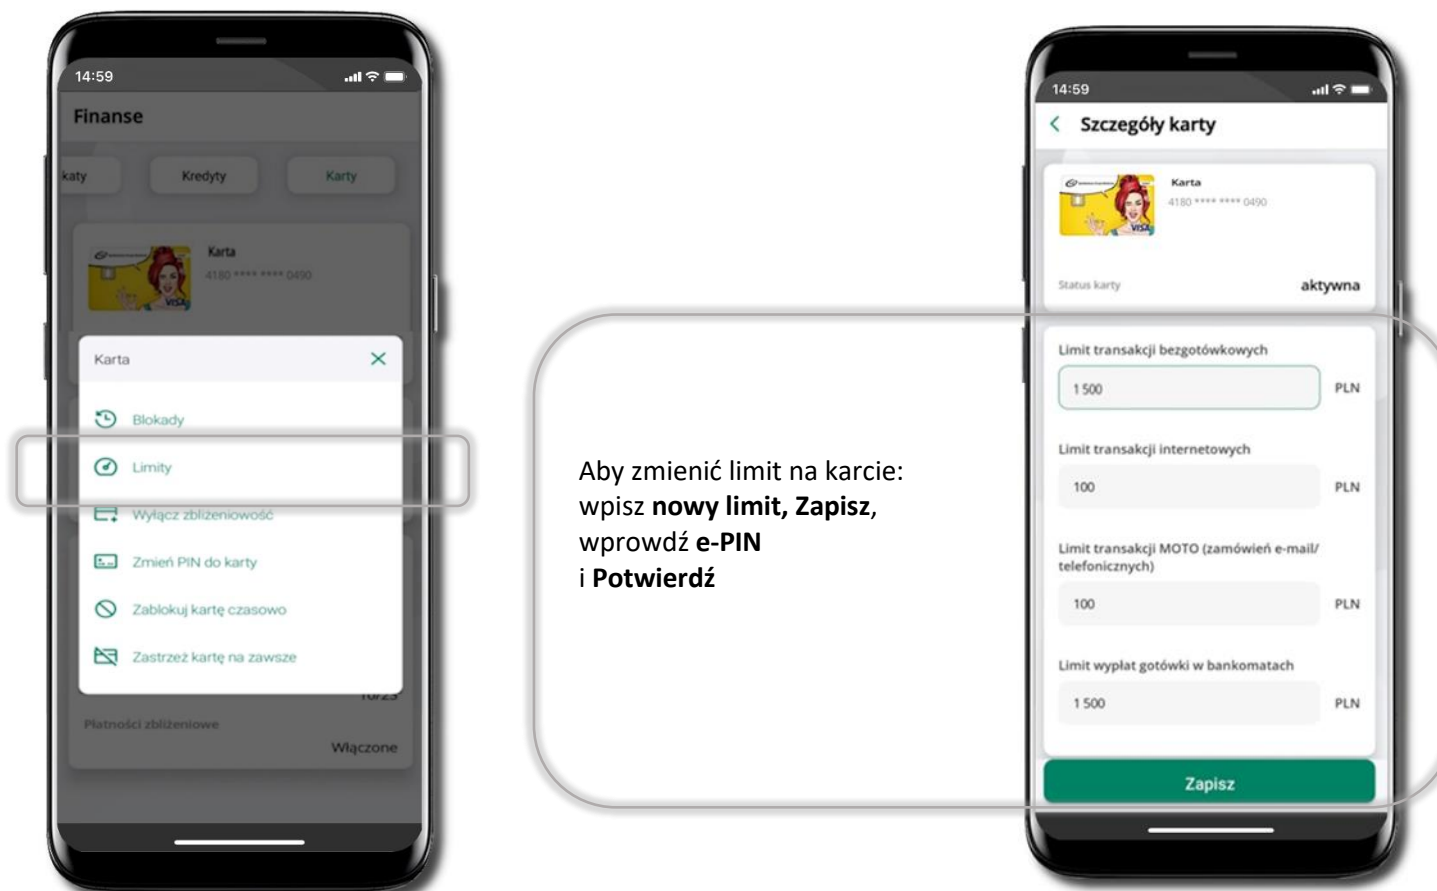 14:59
Finanse
katy
Kredyty
Karty
Karta
4180 **** **** 0490
VISA
Karta
Blokady
Limity
Wyłącz zbliżeniowość
Zmień PIN do karty
Zablokuj kartę czasowo
Zastrzeż kartę na zawsze
10/23
Płatności zbliżeniowe
Włączone
Aby zmienić limit na karcie:
wpisz nowy limit, Zapisz,
wprowdź e-PIN
i Potwierdź
14:59
Szczegóły karty
Karta
4180 **** **** 0490
VISA
Status karty
aktywna
Limit transakcji bezgotówkowych
1 500 PLN
Limit transakcji internetowych
100 PLN
Limit transakcji MOTO (zamówień e-mail/
telefonicznych)
100 PLN
Limit wypłat gotówki w bankomatach
1 500 PLN
Zapisz